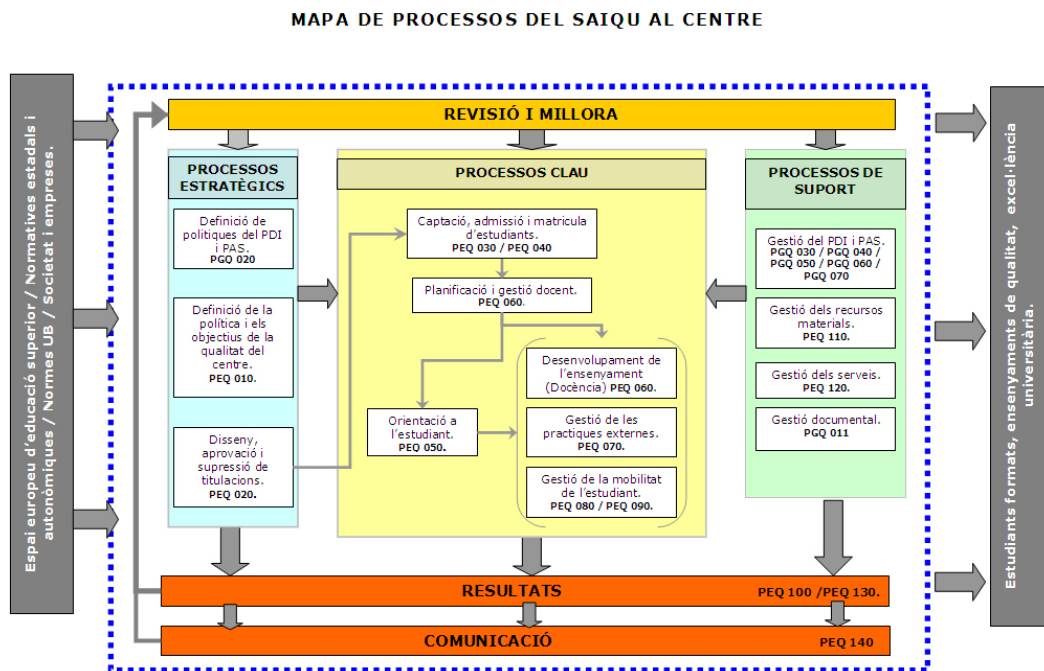 MAPA DE PROCESSOS DEL SAIQU AL CENTRE
Espai europeu d'educació superior / Normatives estadals i
autonòmiques / Normes UB / Societat i empreses.
REVISIÓ I MILLORA
PROCESSOS
ESTRATÈGICS
Definició de
politiques del PDI
i PAS.
PGQ 020
Definició de la
política i els
objectius de la
qualitat del
centre.
PEQ 010.
Disseny,
aprovació i
supressió de
titulacions.
PEQ 020.
PROCESSOS CLAU
Captació, admissió i matricula
d'estudiants.
PEQ 030 / PEQ 040
Planificació i gestió docent.
PEQ 060.
Desenvolupament de
l'ensenyament
(Docència) PEQ 060.
Orientació a
l'estudiant.
PEQ 050.
Gestió de les
practiques externes.
PEQ 070.
Gestió de la mobilitat
de l'estudiant.
PEQ 080 / PEQ 090.
PROCESSOS DE
SUPORT
Gestió del PDI i PAS.
PGQ 030 / PGQ 040 /
PGQ 050 / PGQ 060 /
PGQ 070
Gestió dels recursos
materials.
PEQ 110.
Gestió dels serveis.
PEQ 120.
Gestió documental.
PGQ 011
RESULTATS
PEQ 100 /PEQ 130.
COMUNICACIÓ
PEQ 140
Estudiants formats, ensenyaments de qualitat, excel·lència
universitària.